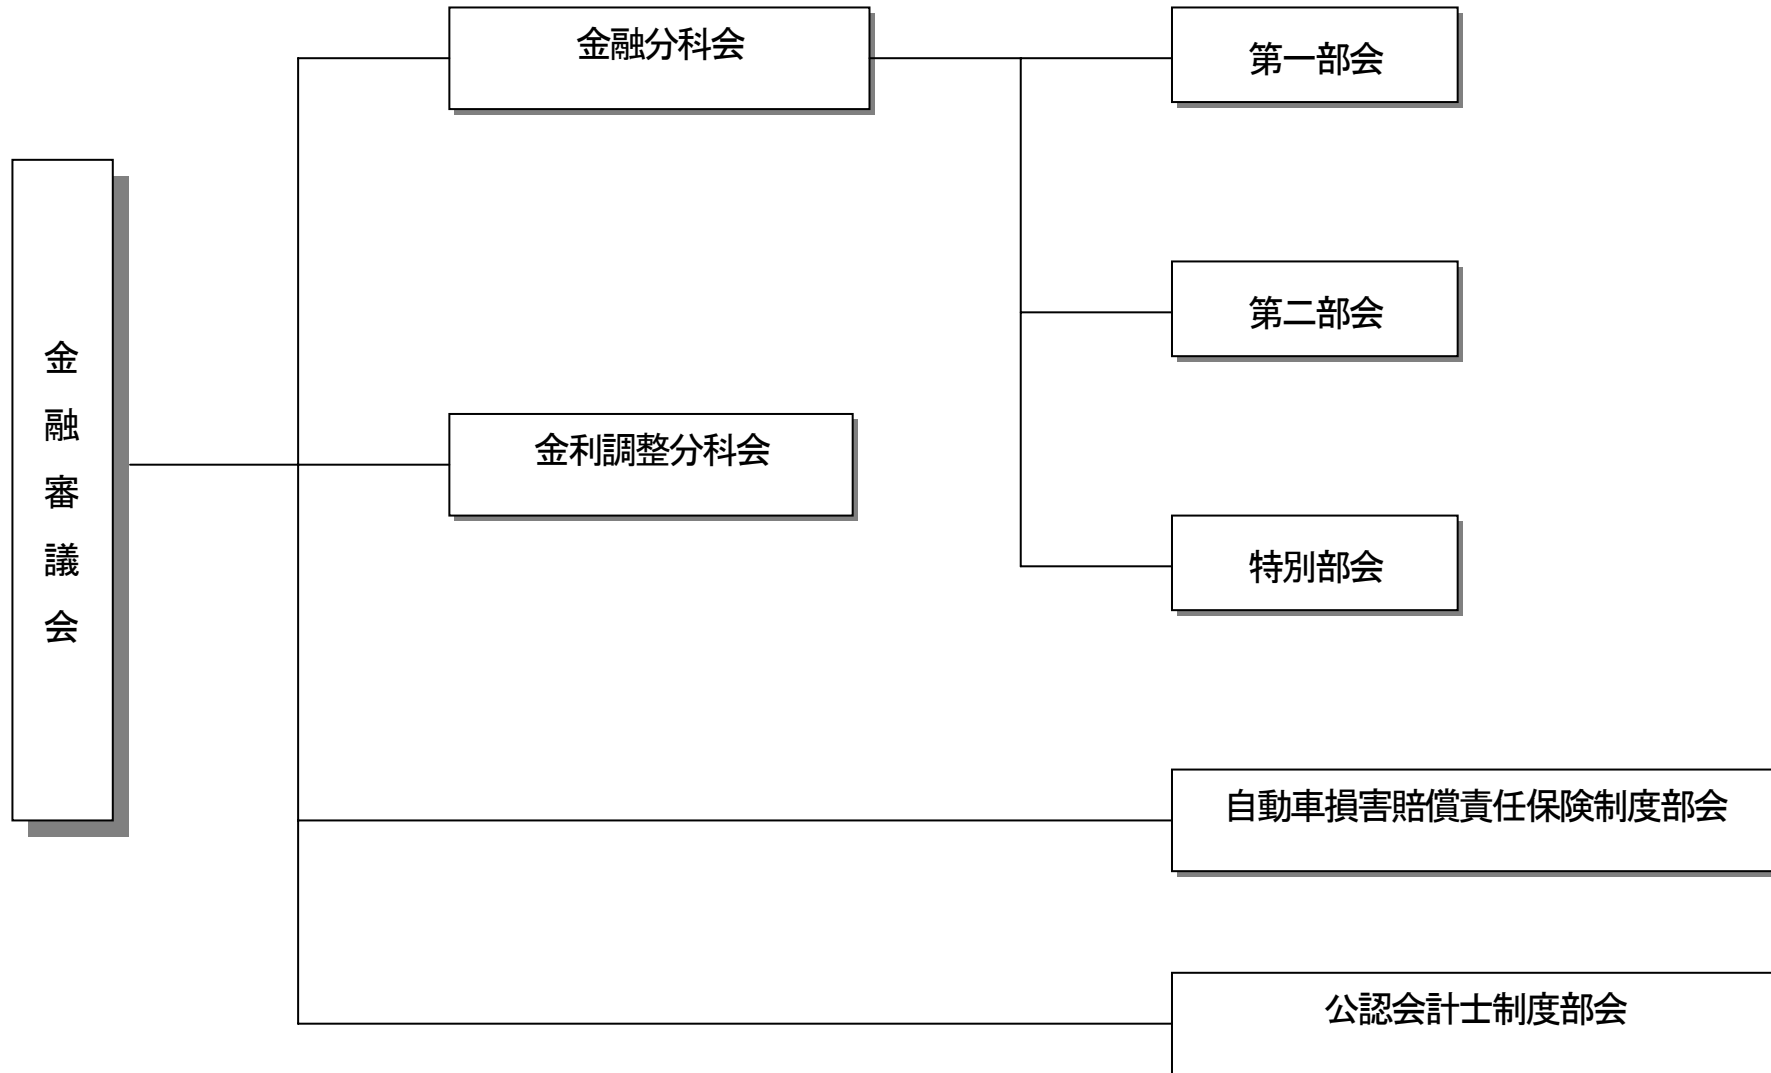 金融審議会
金融分科会
第一部会
第二部会
特別部会
金利調整分科会
自動車損害賠償責任保険制度部会
公認会計士制度部会